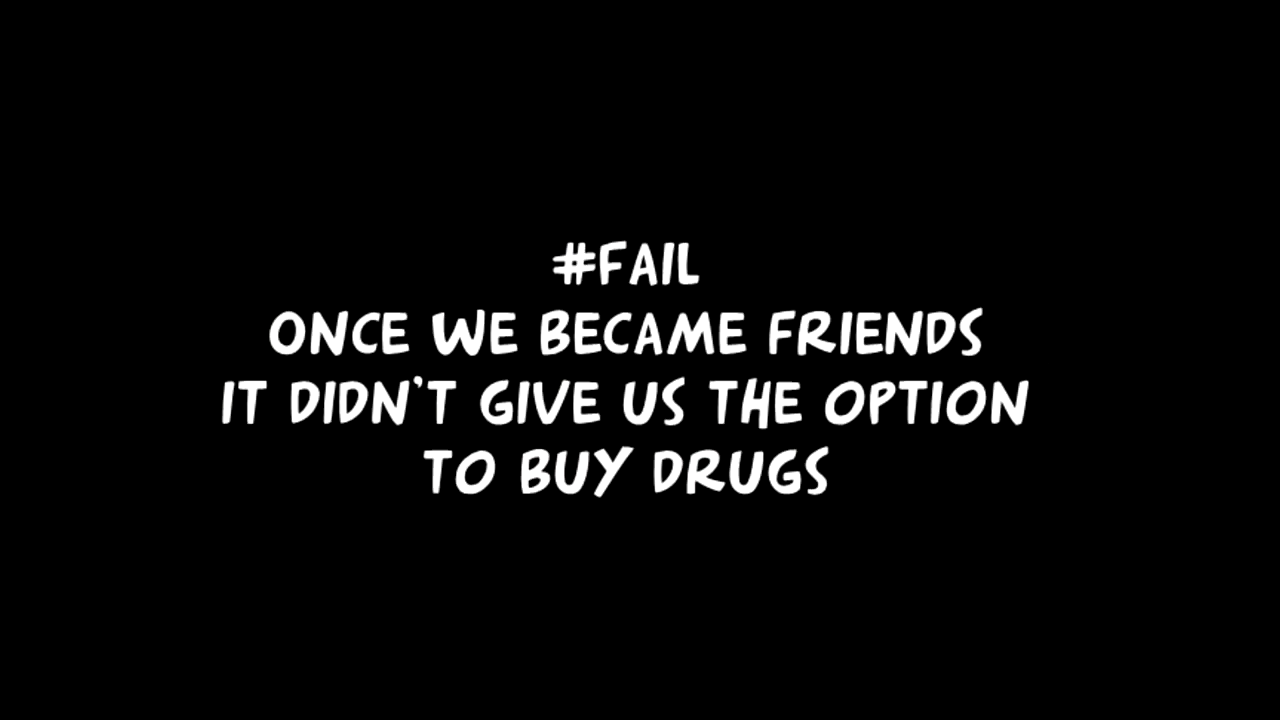 #FAIL
ONCE WE BECAME FRIENDS
IT DIDN'T GIVE US THE OPTION
TO BUY DRUGS